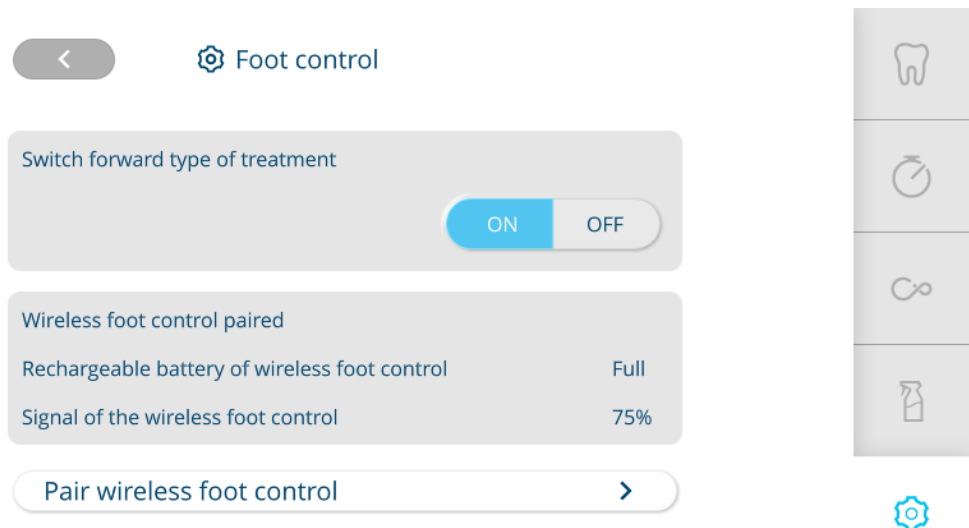 Foot control
Switch forward type of treatment
ON OFF
Wireless foot control paired
Rechargeable battery of wireless foot control Full
Signal of the wireless foot control 75%
Pair wireless foot control